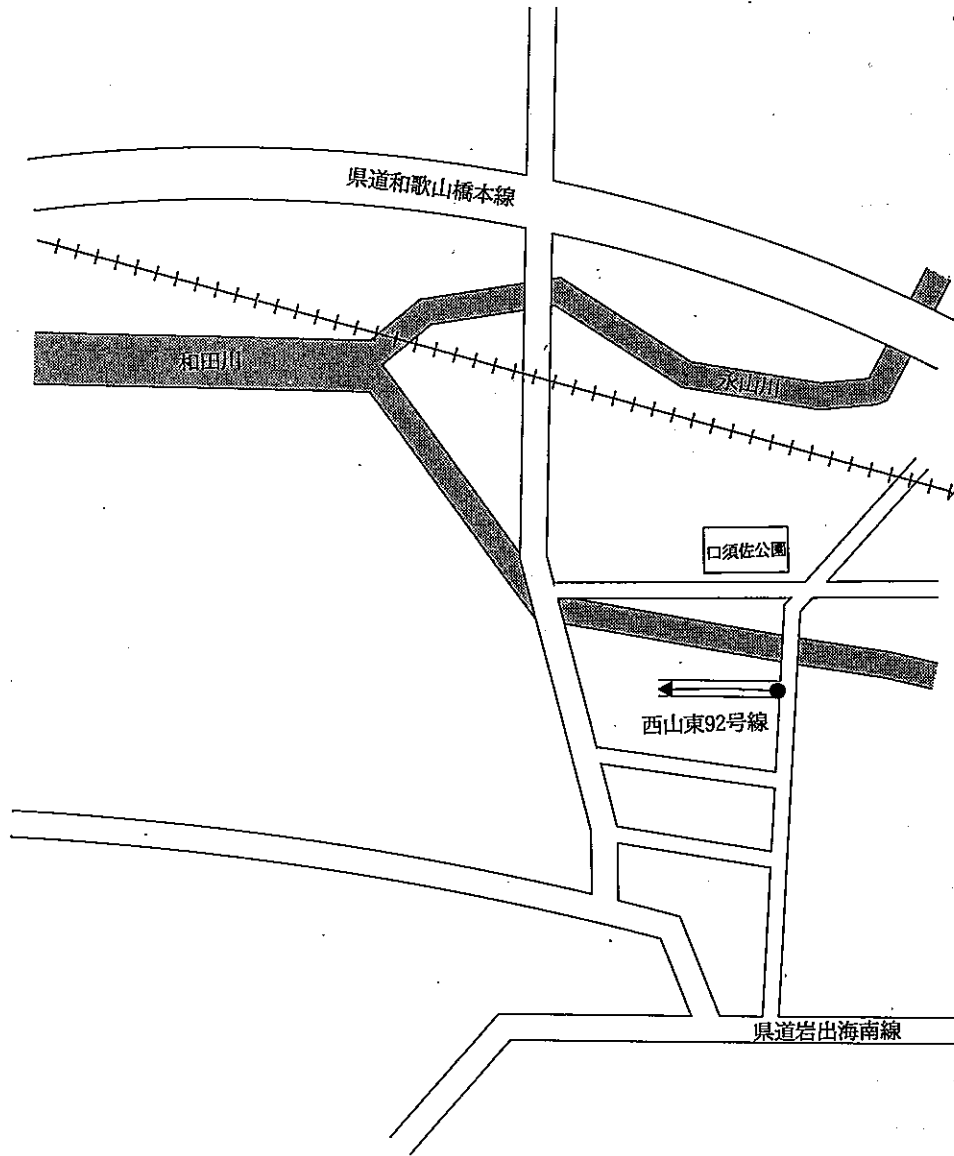 県道和歌山橋本線
和田川
永山川
口須佐公園
西山東92号線
県道岩出海南線